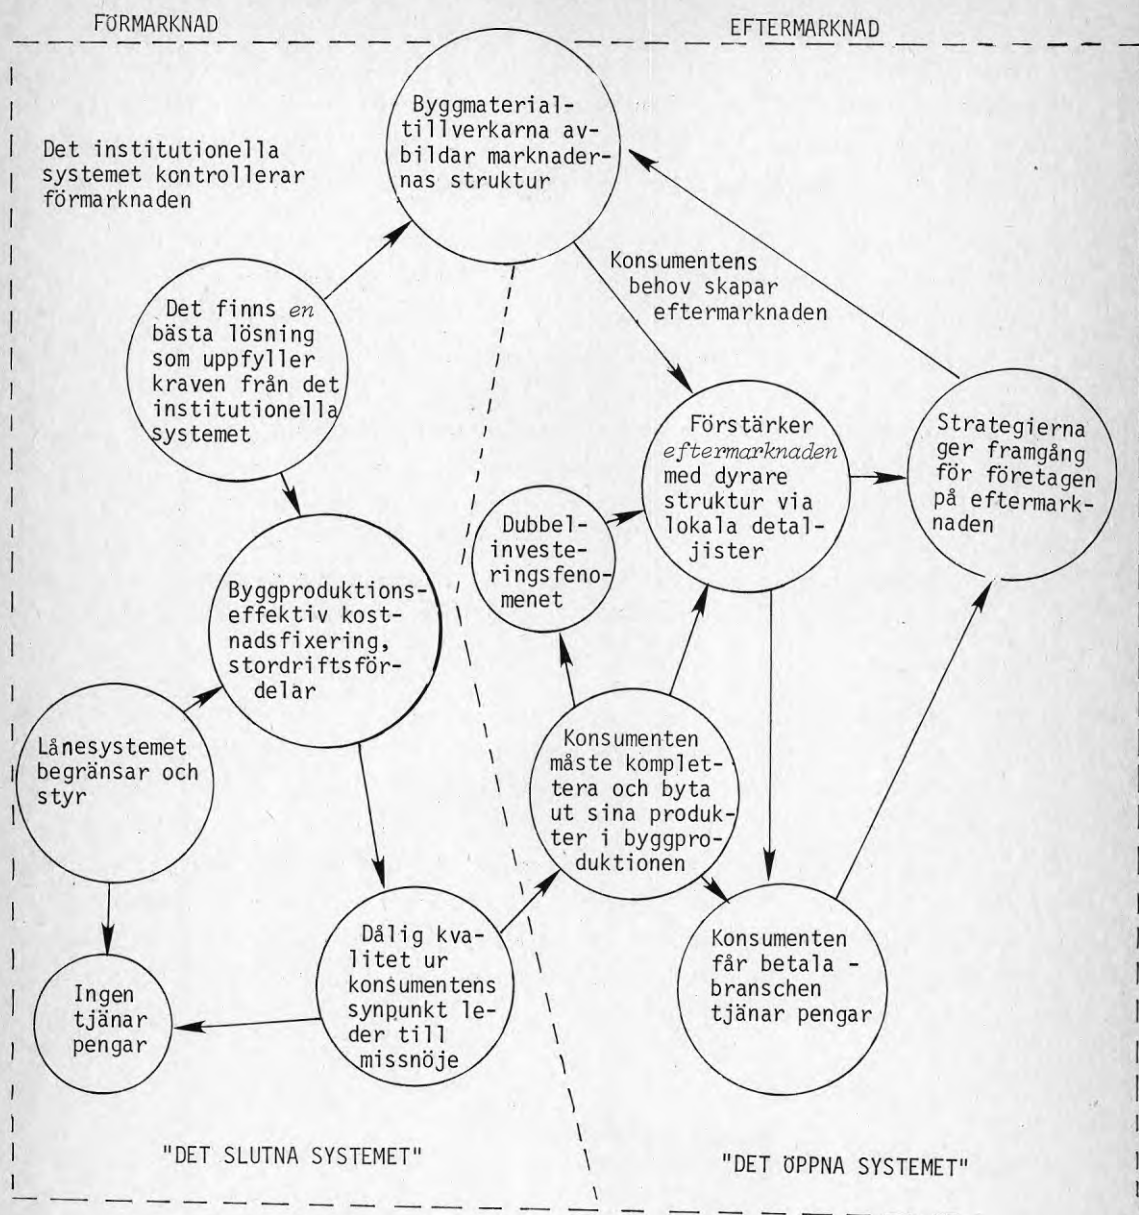 FÖRMARKNAD
EFTERMARKNAD
Det institutionella
systemet kontrollerar
förmarknaden
Byggmaterial-
tillverkarna av-
bildar marknader-
nas struktur
Konsumentens
behov skapar
eftermarknaden
Det finns en
bästa lösning
som uppfyller
kraven från det
institutionella
systemet
Förstärker
eftermarknaden
med dyrare
struktur via
lokala detal-
jister
Strategierna
ger framgång
för företagen
på eftermark-
naden
Dubbel-
investe-
ringsfeno-
menet
Byggproduktions-
effektiv kost-
nadsfixering,
stordriftsför-
delar
Lånesystemet
begränsar och
styr
Konsumenten
måste komplet-
tera och byta
ut sina produk-
ter i byggpro-
duktionen
Dålig kva-
litet ur
konsumentens
synpunkt le-
der till
missnöje
Ingen
tjänar
pengar
Konsumenten
får betala -
branschen
tjänar pengar
"DET SLUTNA SYSTEMET"
"DET ÖPPNA SYSTEMET"